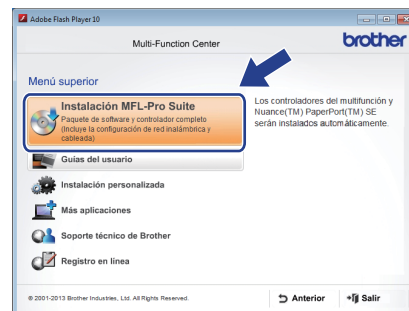 Adobe Flash Player 10
Multi-Function Center
brother
Menú superior
Instalación MFL-Pro Suite
Paquete de software y controlador completo
(Incluye la configuración de red inalámbrica y
cableada)
Los controladores del multifunción y
Nuance(TM) PaperPort(TM) SE
serán instalados automáticamente.
Guías del usuario
Instalación personalizada
Más aplicaciones
Soporte técnico de Brother
Registro en línea
© 2001-2013 Brother Industries, Ltd. All Rights Reserved.
Anterior
Salir